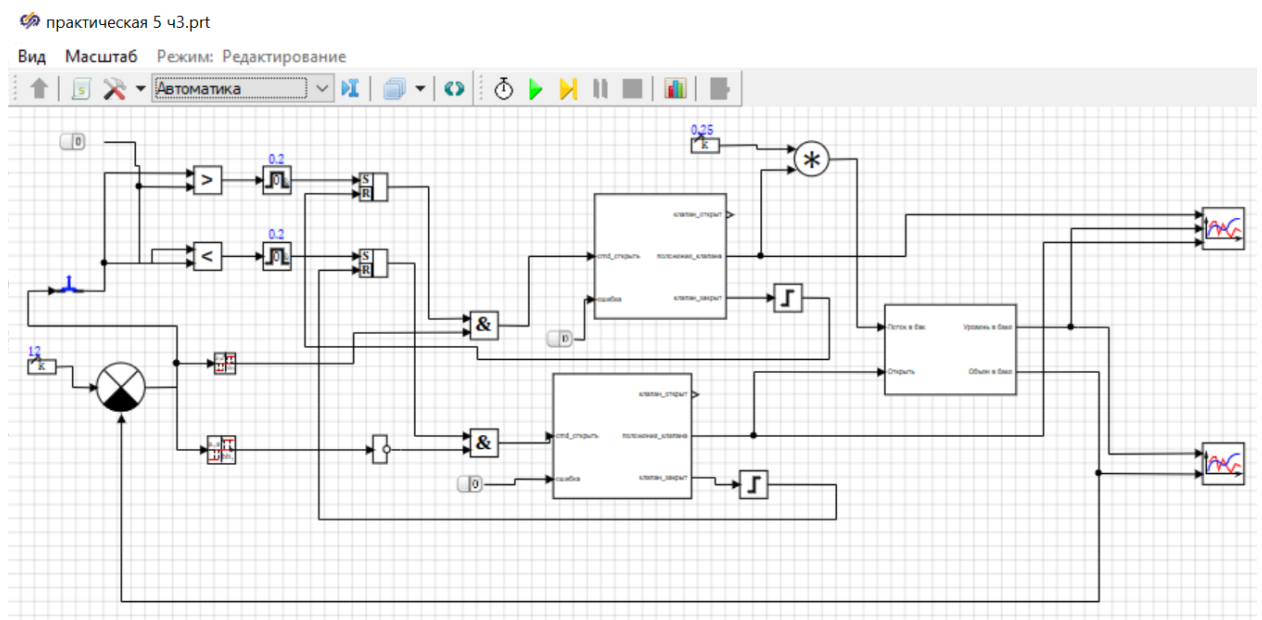 практическая 5 ч3.prt
Вид Масштаб Режим: Редактирование
Автоматика
0
0.25
K
0.2
>
S
R
клапан_открыт
0.2
<
S
R
cmd_открыть
положение_клапана
ошибка
клапан_закрыт
&
0
Поток в бак
Уровень в баке
12
K
Открыть
Объем в баке
клапан_открыт
&
cmd_открыть
положение_клапана
0
ошибка
клапан_закрыт